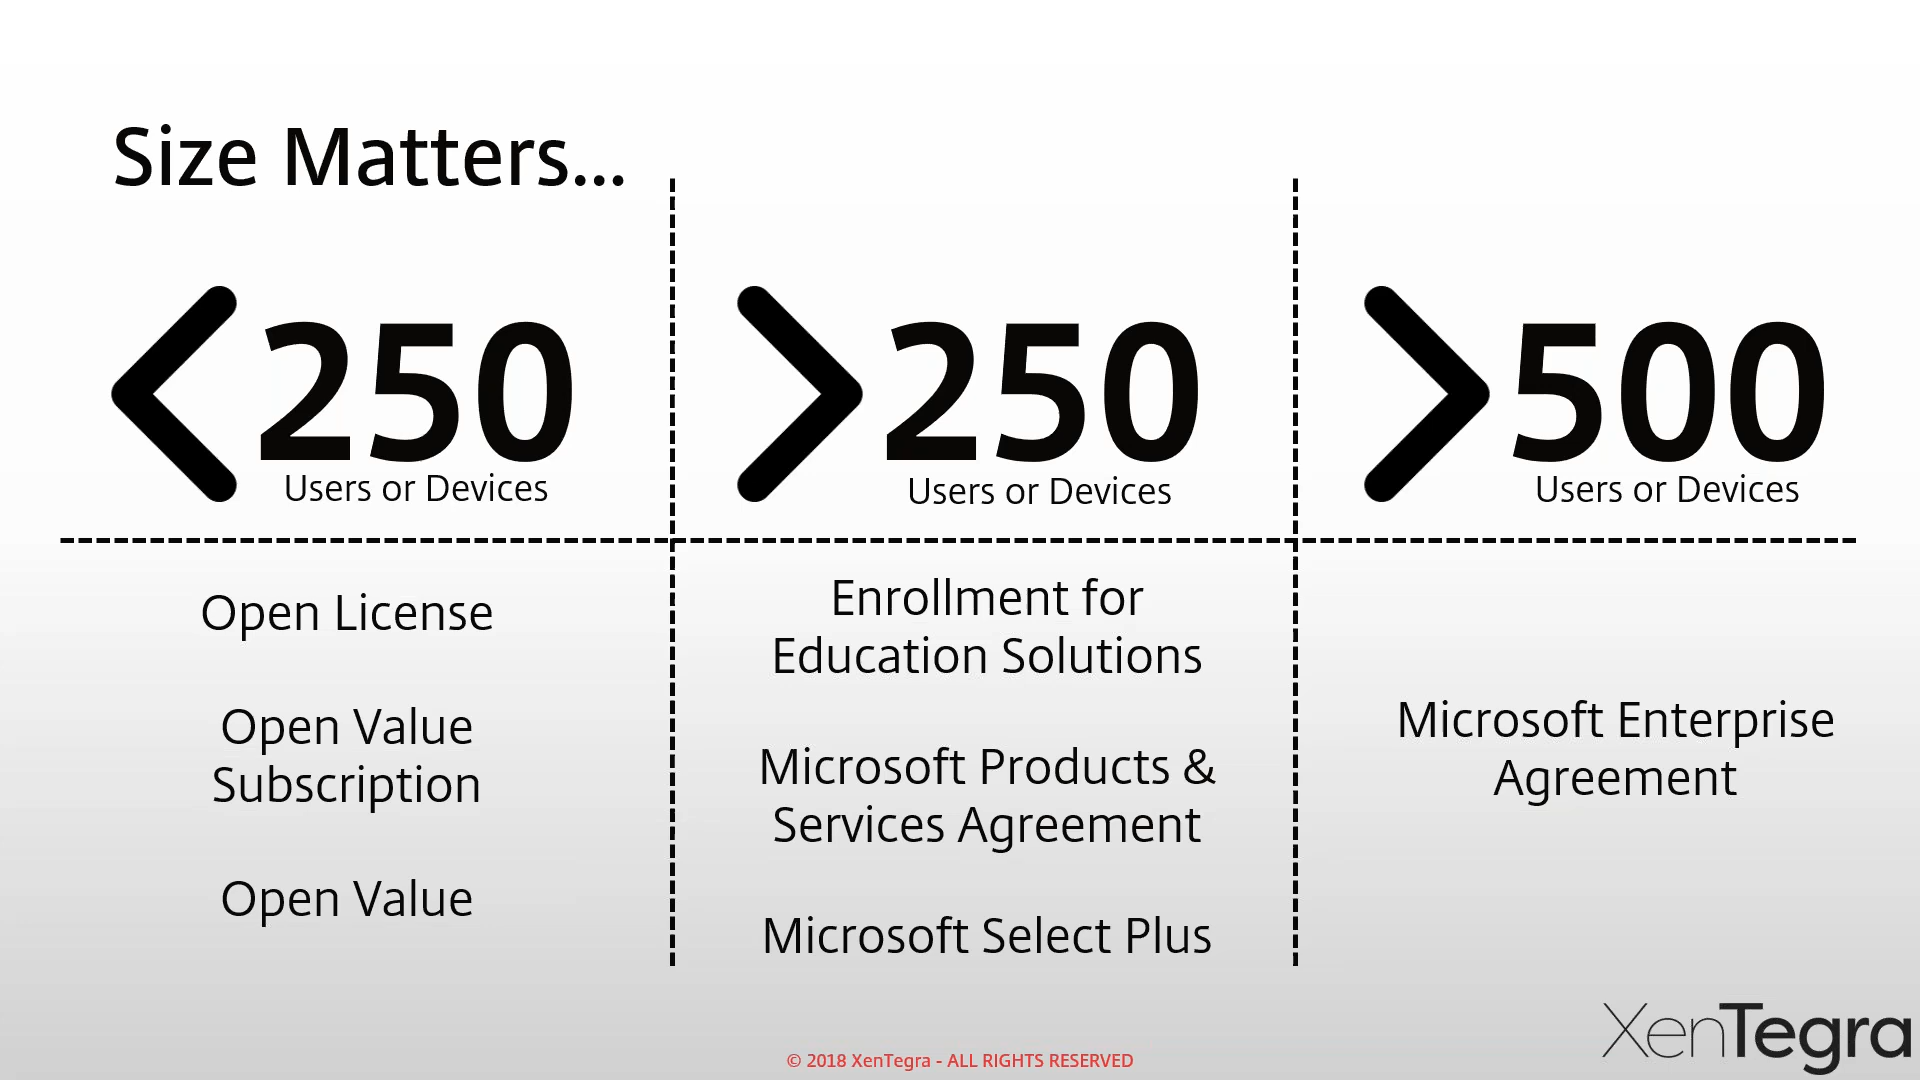 Size Matters...
<250
Users or Devices
>250
Users or Devices
>500
Users or Devices
Open License
Open Value
Subscription
Open Value
Enrollment for
Education Solutions
Microsoft Products &
Services Agreement
Microsoft Select Plus
Microsoft Enterprise
Agreement
XenTegra
© 2018 XenTegra - ALL RIGHTS RESERVED